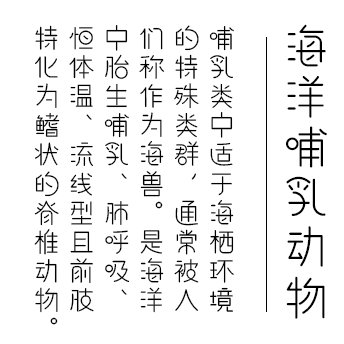 海洋哺乳动物
哺乳类中适于海栖环境
的特殊类群，通常被人
们称作为海兽。是海洋
中胎生哺乳、肺呼吸、
恒体温、流线型且前肢
特化为鳍状的脊椎动物。